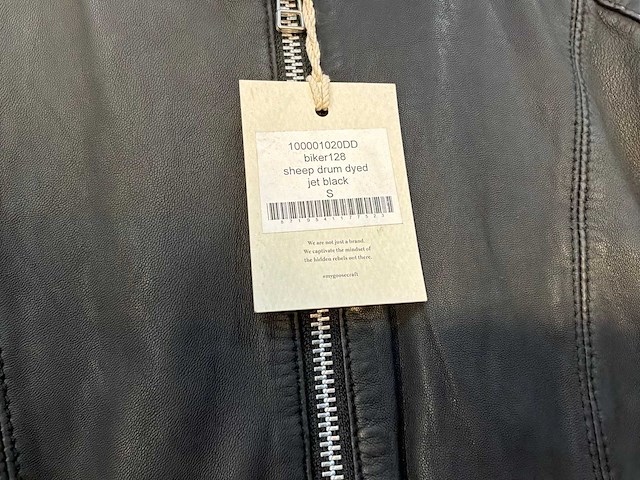 100001020DD
biker128
sheep drum dyed
jet black
S
We are not just a brand.
We captivate the mindset of
the hidden rebels out there.